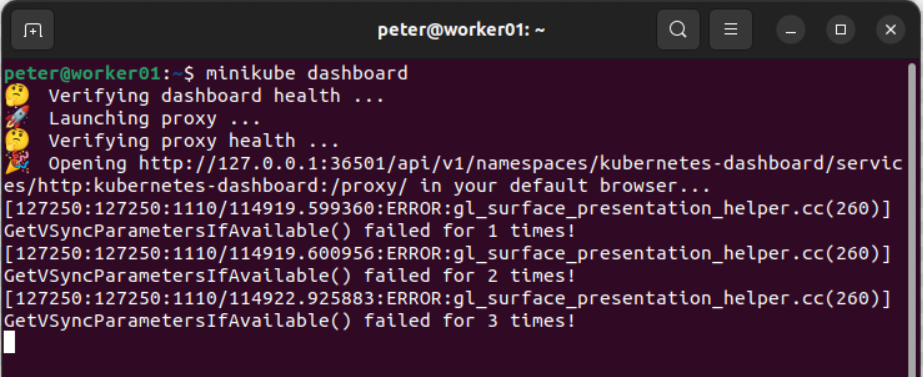 peter@worker01: ~
peter@worker01:~$ minikube dashboard
🤔 Verifying dashboard health ...
🚀 Launching proxy ...
🤔 Verifying proxy health ...
🎉 Opening http://127.0.0.1:36501/api/v1/namespaces/kubernetes-dashboard/servic
es/http:kubernetes-dashboard:/proxy/ in your default browser...
[127250:127250:1110/114919.599360:ERROR:gl_surface_presentation_helper.cc(260)]
GetVSyncParametersIfAvailable() failed for 1 times!
[127250:127250:1110/114919.600956:ERROR:gl_surface_presentation_helper.cc(260)]
GetVSyncParametersIfAvailable() failed for 2 times!
[127250:127250:1110/114922.925883:ERROR:gl_surface_presentation_helper.cc(260)]
GetVSyncParametersIfAvailable() failed for 3 times!